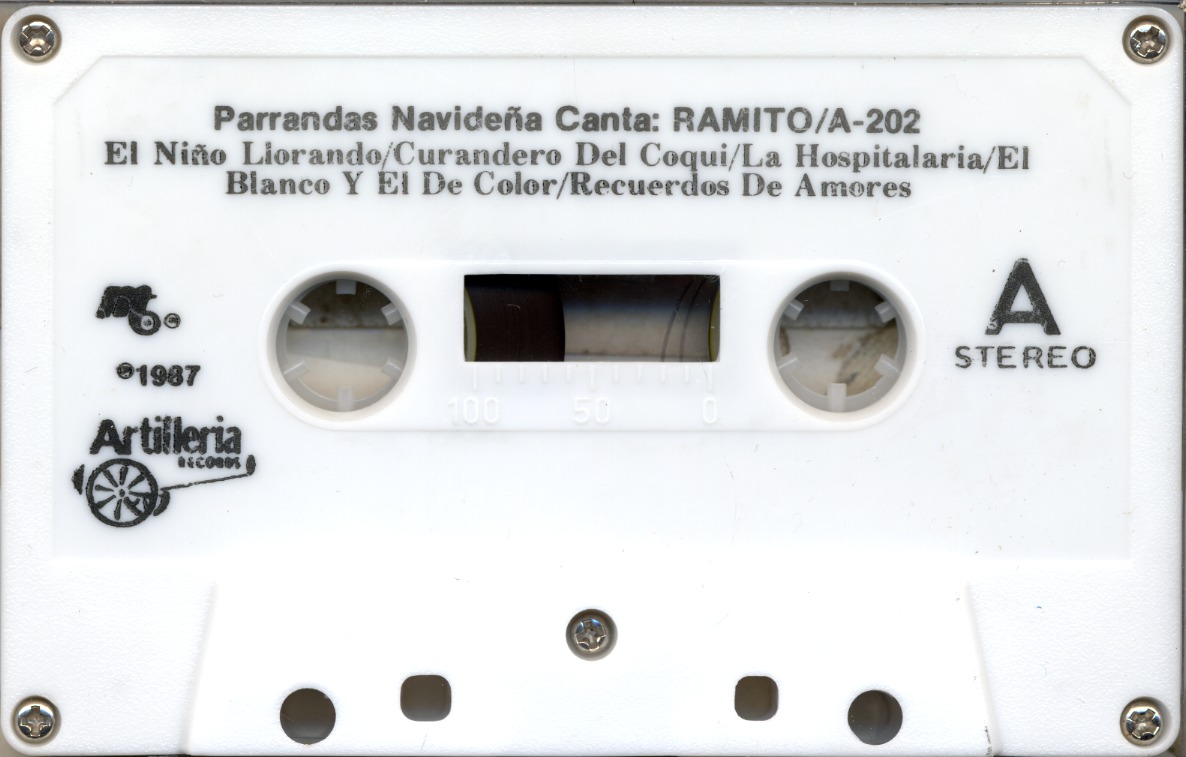 Parrandas Navideña Canta: RAMITO/A-202
El Niño Llorando/Curandero Del Coqui/La Hospitalaria/El
Blanco Y El De Color/Recuerdos De Amores
A
STEREO
℗1987
Artilleria
RECORDS
100 50 0